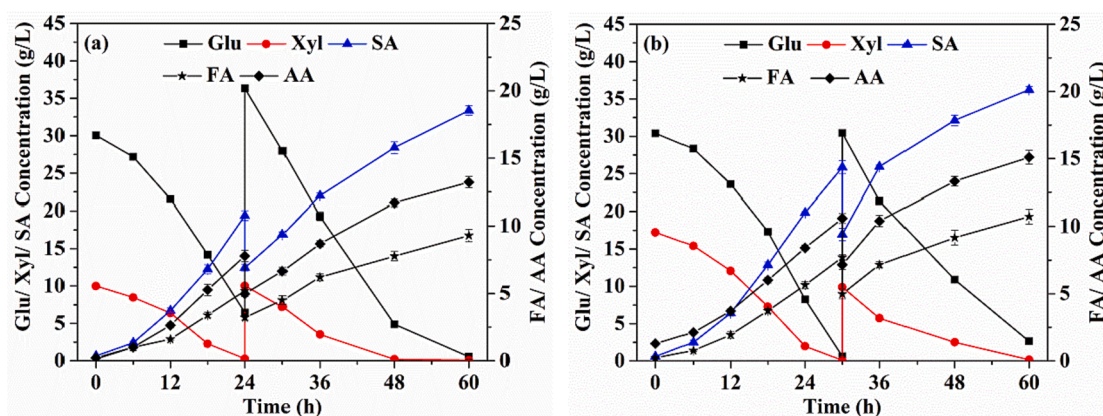 (a) Glu Xyl SA
FA AA
Glu/ Xyl/ SA Concentration (g/L)
45
40
35
30
25
20
15
10
5
0
FA/ AA Concentration (g/L)
25
20
15
10
5
0
0 12 24 36 48 60
Time (h)
(b) Glu Xyl SA
FA AA
Glu/ Xyl/ SA Concentration (g/L)
45
40
35
30
25
20
15
10
5
0
FA/ AA Concentration (g/L)
25
20
15
10
5
0
0 12 24 36 48 60
Time (h)